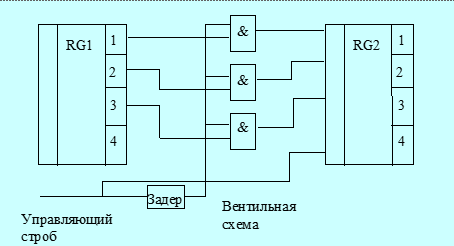 &
RG1
1
2
3
4
&
&
RG2
1
2
3
4
Задер
Управляющий
строб
Вентильная
схема